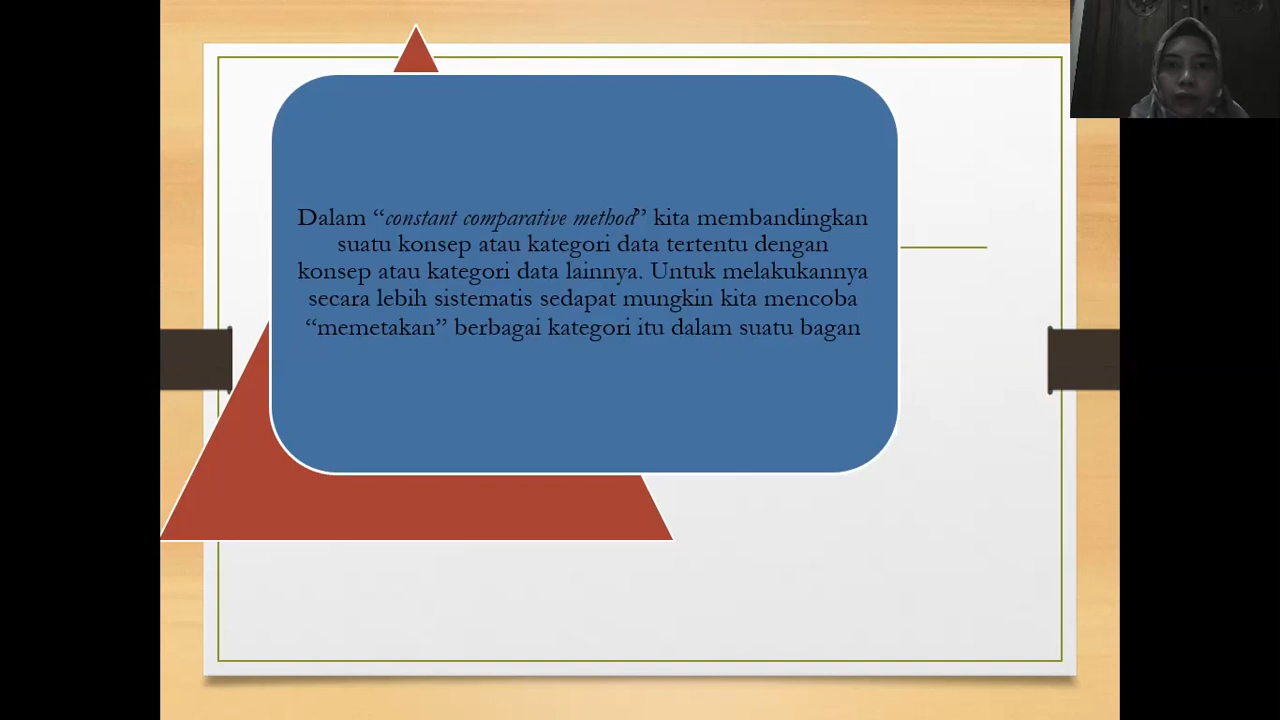 Dalam “constant comparative method” kita membandingkan
suatu konsep atau kategori data tertentu dengan
konsep atau kategori data lainnya. Untuk melakukannya
secara lebih sistematis sedapat mungkin kita mencoba
“memetakan” berbagai kategori itu dalam suatu bagan